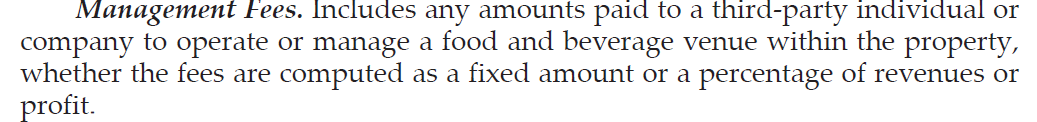 Management Fees. Includes any amounts paid to a third-party individual or
company to operate or manage a food and beverage venue within the property,
whether the fees are computed as a fixed amount or a percentage of revenues or
profit.